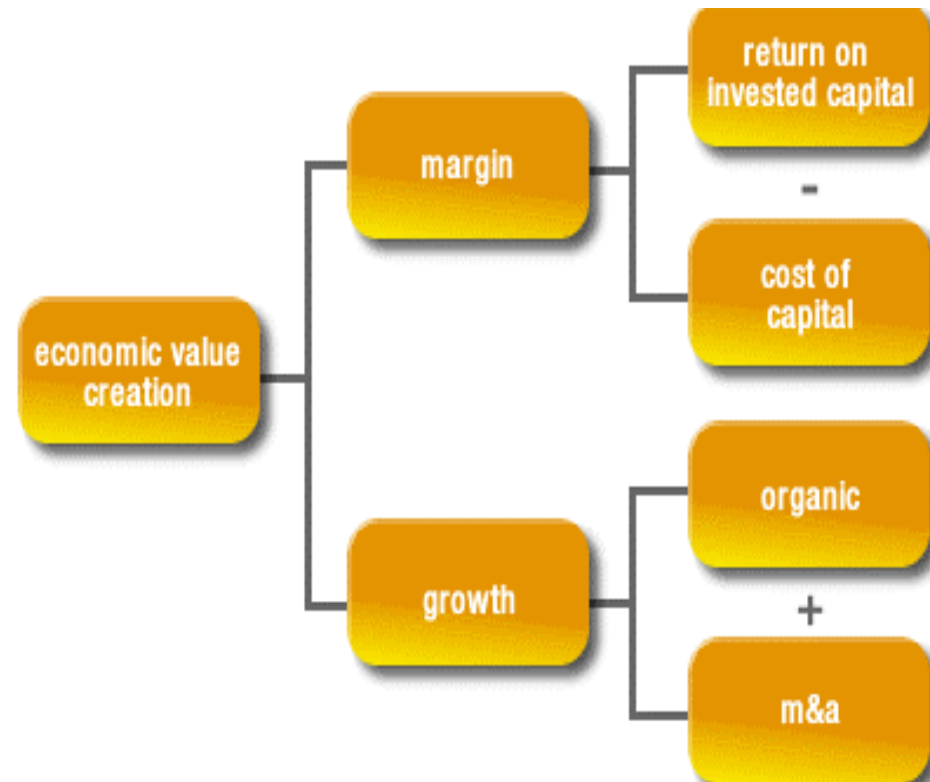 return on
invested capital
margin
-
cost of
capital
economic value
creation
organic
growth
+
m&a